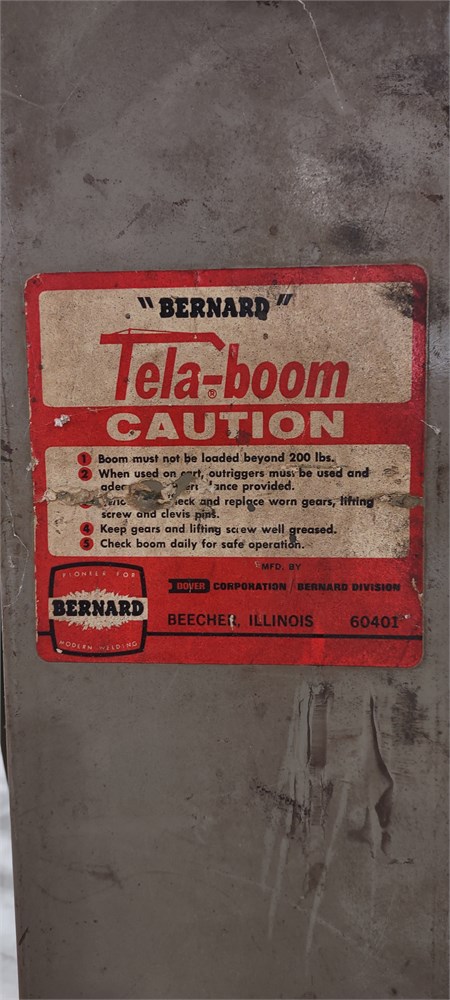 "BERNARD"
Tela-boom
®
CAUTION
1 Boom must not be loaded beyond 200 lbs.
2 When used on cart, outriggers must be used and
provided.
and replace worn gears, lifting
screw and clevis pins.
4 Keep gears and lifting screw well greased.
5 Check boom daily for safe operation.
MFD. BY
DOVER CORPORATION / BERNARD DIVISION
BEECHER, ILLINOIS 60401
PIONEER FOR
BERNARD
MODERN WELDING